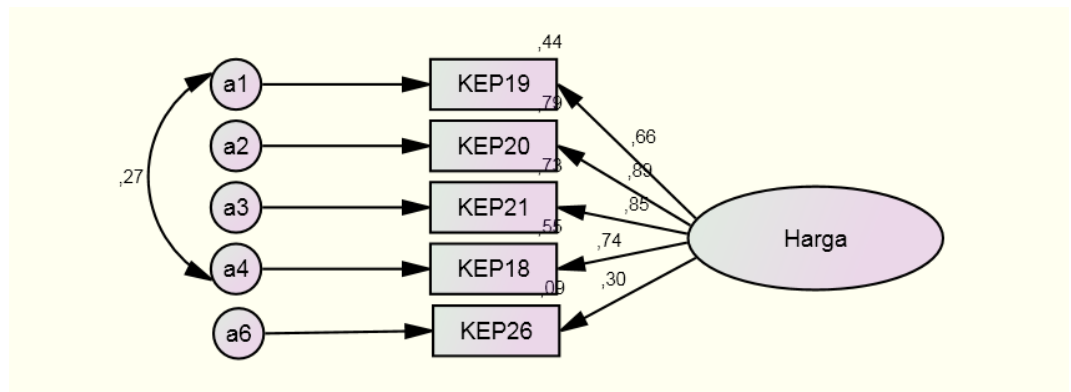 ,44
a1
KEP19
,79
,66
a2
KEP20
,89
,73
,27
a3
KEP21
,85
Harga
,55
,74
a4
KEP18
,09
,30
a6
KEP26